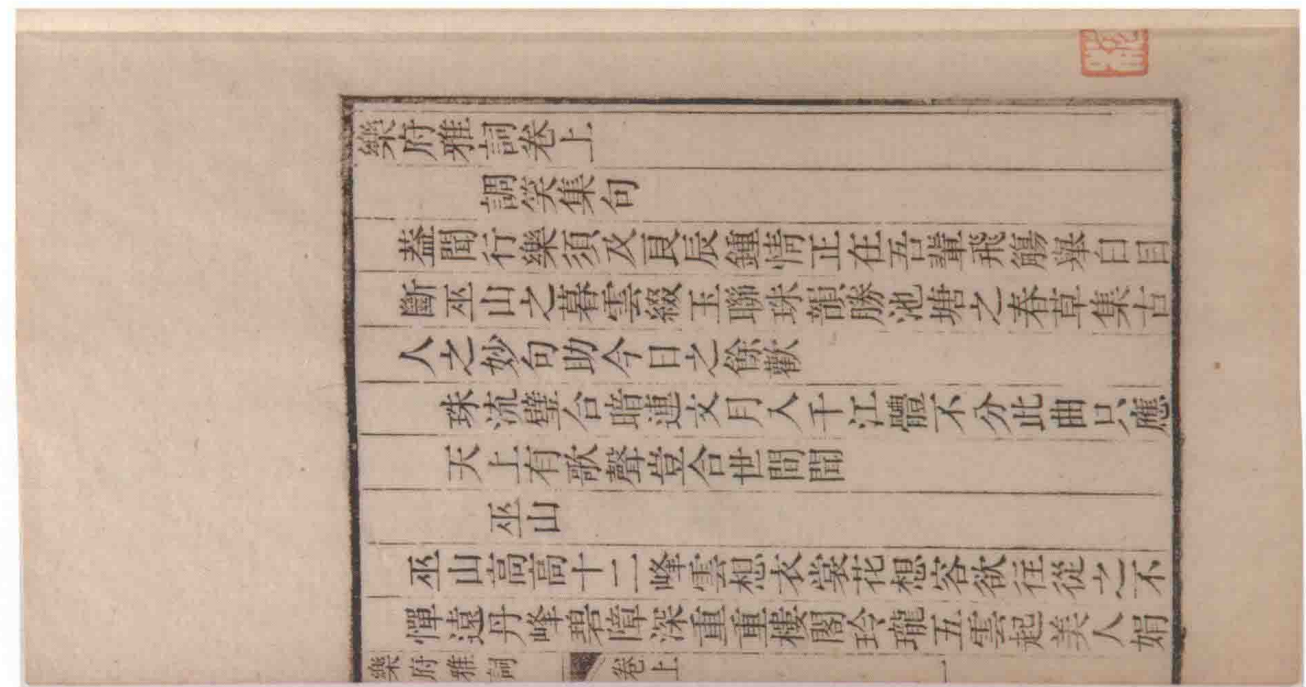 樂府雅詞卷上
調笑集句
葢聞行樂須及良辰鍾情正在吾輩飛觴舉白目
斷巫山之暮雲綴玉聯珠韻勝池塘之春草集古
人之妙句助今日之餘歡
珠流璧合暗連文月入千江體不分此曲只應
天上有歌聲豈合世間聞
巫山
巫山高高十二峰雲想衣裳花想容欲往從之不
憚遠丹峰碧障深重重樓閣玲瓏五雲起美人娟
樂府雅詞 卷上 一